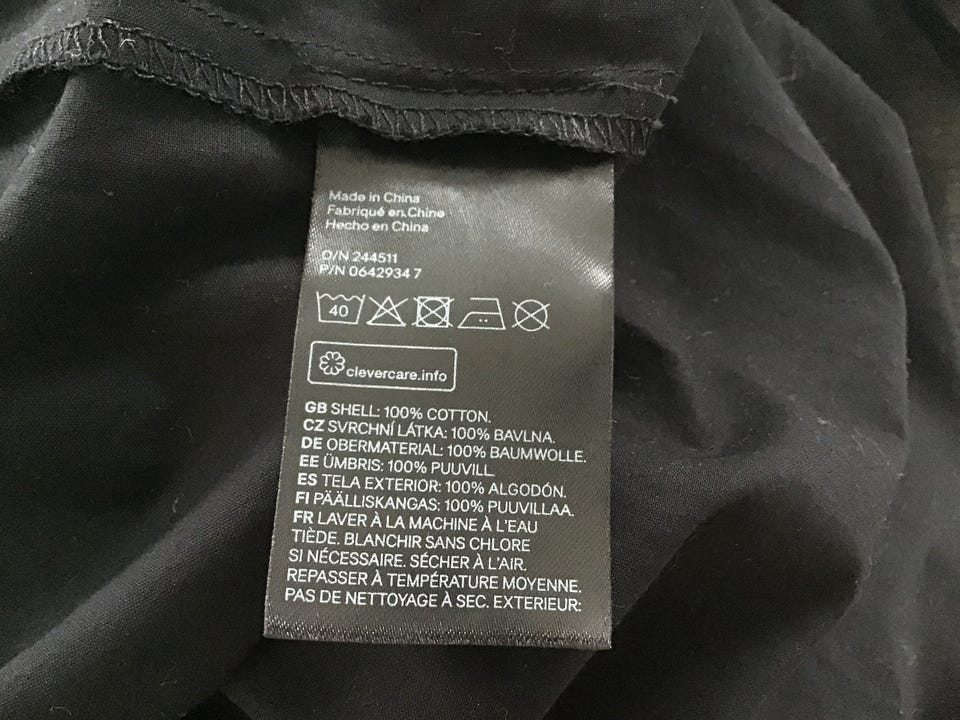 Made in China
Fabriqué en Chine
Hecho en China
O/N 244511
P/N 0642934 7
40
clevercare.info
GB SHELL: 100% COTTON.
CZ SVRCHNÍ LÁTKA: 100% BAVLNA.
DE OBERMATERIAL: 100% BAUMWOLLE.
EE ÜMBRIS: 100% PUUVILL.
ES TELA EXTERIOR: 100% ALGODÓN.
FI PÄÄLLISKANGAS: 100% PUUVILLAA.
FR LAVER À LA MACHINE À L'EAU
TIÈDE. BLANCHIR SANS CHLORE
SI NÉCESSAIRE. SÉCHER À L'AIR.
REPASSER À TEMPÉRATURE MOYENNE.
PAS DE NETTOYAGE À SEC. EXTERIEUR: